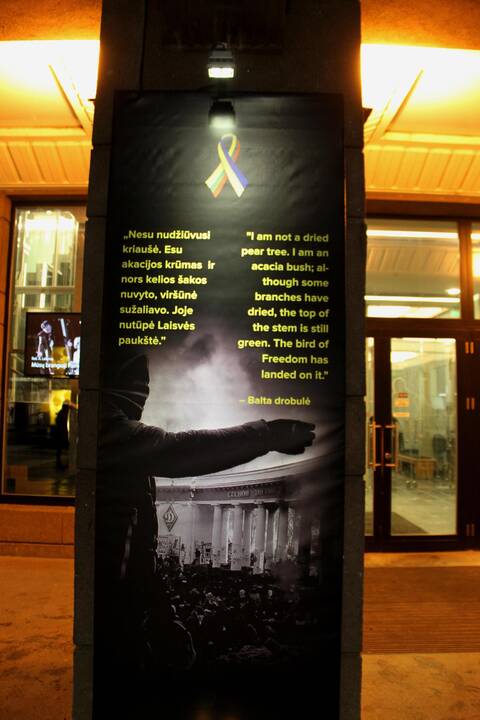 „Nesu nudžiūvusi
kriaušė. Esu
akacijos krūmas ir
nors kelios šakos
nuvyto, viršūnė
sužaliavo. Joje
nutūpė Laisvės
paukštė.”
"I am not a dried
pear tree. I am an
acacia bush; al-
though some
branches have
dried, the top of
the stem is still
green. The bird of
Freedom has
landed on it."
– Balta drobulė